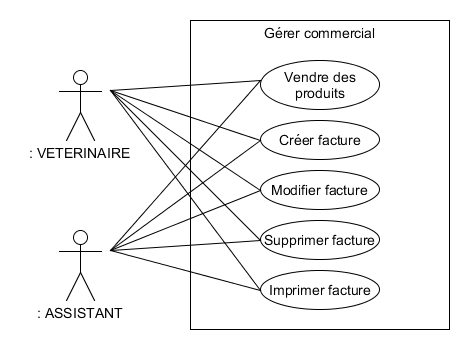 Gérer commercial
Vendre des
produits
: VETERINAIRE
Créer facture
Modifier facture
Supprimer facture
Imprimer facture
: ASSISTANT